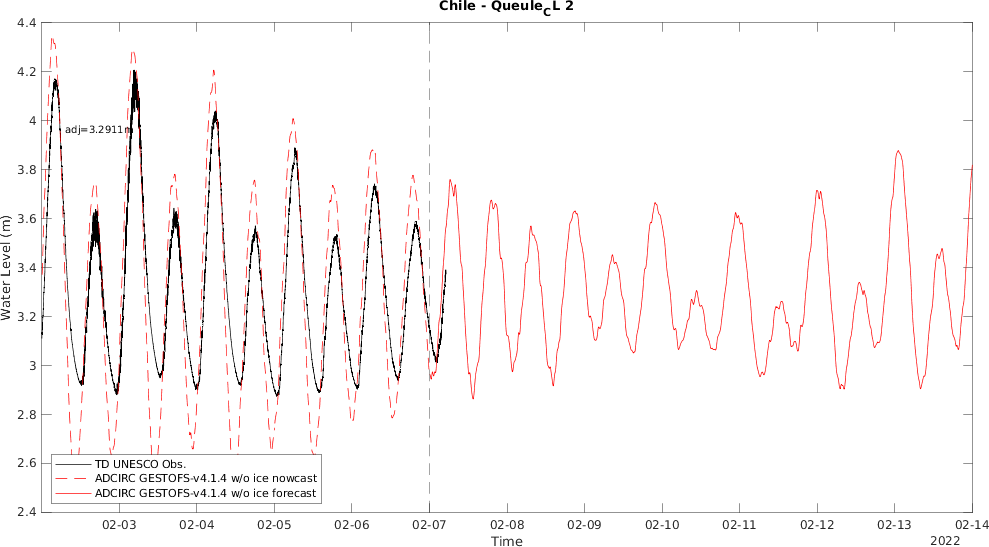 Chile - Queule_CL 2
4.4
4.2
4
3.8
3.6
3.4
3.2
3
2.8
2.6
2.4
Water Level (m)
adj=3.2911m
TD UNESCO Obs.
ADCIRC GESTOFS-v4.1.4 w/o ice nowcast
ADCIRC GESTOFS-v4.1.4 w/o ice forecast
02-03 02-04 02-05 02-06 02-07 02-08 02-09 02-10 02-11 02-12 02-13 02-14
Time
2022